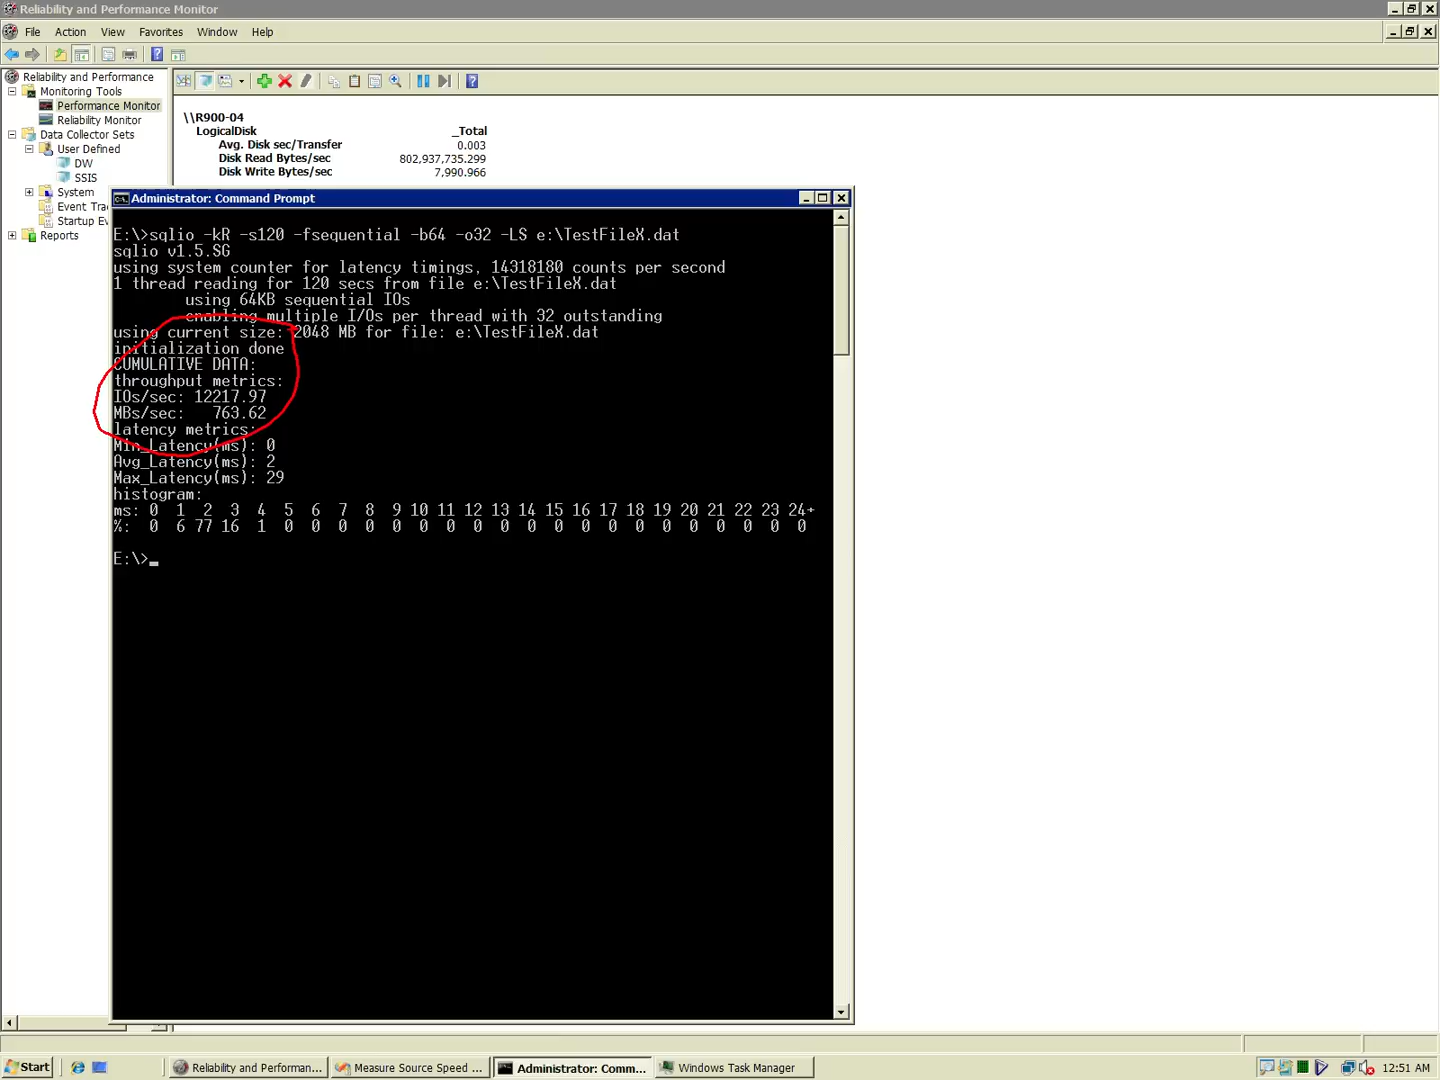 Reliability and Performance Monitor
File Action View Favorites Window Help
Reliability and Performance
Monitoring Tools
Performance Monitor
Reliability Monitor
Data Collector Sets
User Defined
DW
SSIS
System
Event Tra
Startup Ev
Reports
\\R900-04
LogicalDisk _Total
Avg. Disk sec/Transfer 0.003
Disk Read Bytes/sec 802,937,735.299
Disk Write Bytes/sec 7,990.966
Administrator: Command Prompt
E:\>sqlio -kR -s120 -fsequential -b64 -o32 -LS e:\TestFileX.dat
sqlio v1.5.SG
using system counter for latency timings, 14318180 counts per second
1 thread reading for 120 secs from file e:\TestFileX.dat
using 64KB sequential IOs
enabling multiple I/Os per thread with 32 outstanding
using current size: 2048 MB for file: e:\TestFileX.dat
initialization done
CUMULATIVE DATA:
throughput metrics:
IOs/sec: 12217.97
MBs/sec: 763.62
latency metrics:
Min_Latency(ms): 0
Avg_Latency(ms): 2
Max_Latency(ms): 29
histogram:
ms: 0 1 2 3 4 5 6 7 8 9 10 11 12 13 14 15 16 17 18 19 20 21 22 23 24+
%: 0 6 77 16 1 0 0 0 0 0 0 0 0 0 0 0 0 0 0 0 0 0 0 0 0
E:\>_
Start Reliability and Performan... Measure Source Speed ... Administrator: Comm... Windows Task Manager 12:51 AM